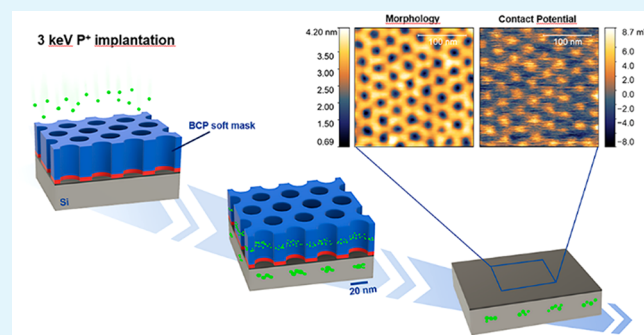 3 keV P⁺ implantation
BCP soft mask
Si
20 nm
Morphology
Contact Potential
4.20 nm
3.50
3.00
2.50
2.00
1.50
0.69
100 nm
100 nm
8.7 m
4.0
2.0
0.0
-2.0
-4.0
-8.0